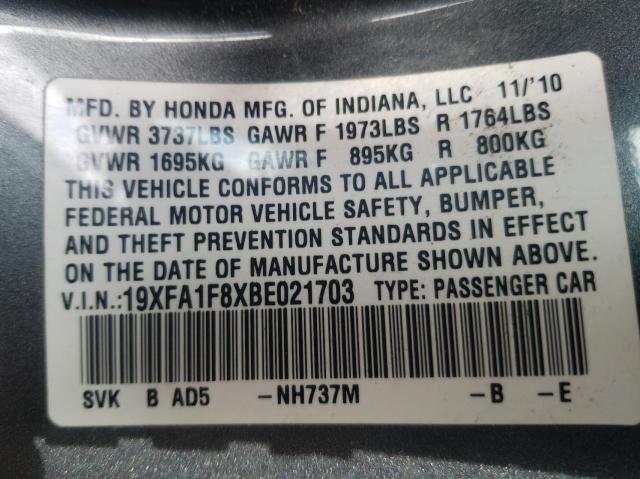 MFD. BY HONDA MFG. OF INDIANA, LLC 11/'10
GVWR 3737LBS GAWR F 1973LBS R 1764LBS
GVWR 1695KG GAWR F 895KG R 800KG
THIS VEHICLE CONFORMS TO ALL APPLICABLE
FEDERAL MOTOR VEHICLE SAFETY, BUMPER,
AND THEFT PREVENTION STANDARDS IN EFFECT
ON THE DATE OF MANUFACTURE SHOWN ABOVE.
V.I.N.:19XFA1F8XBE021703 TYPE: PASSENGER CAR
SVK B AD5 -NH737M -B -E